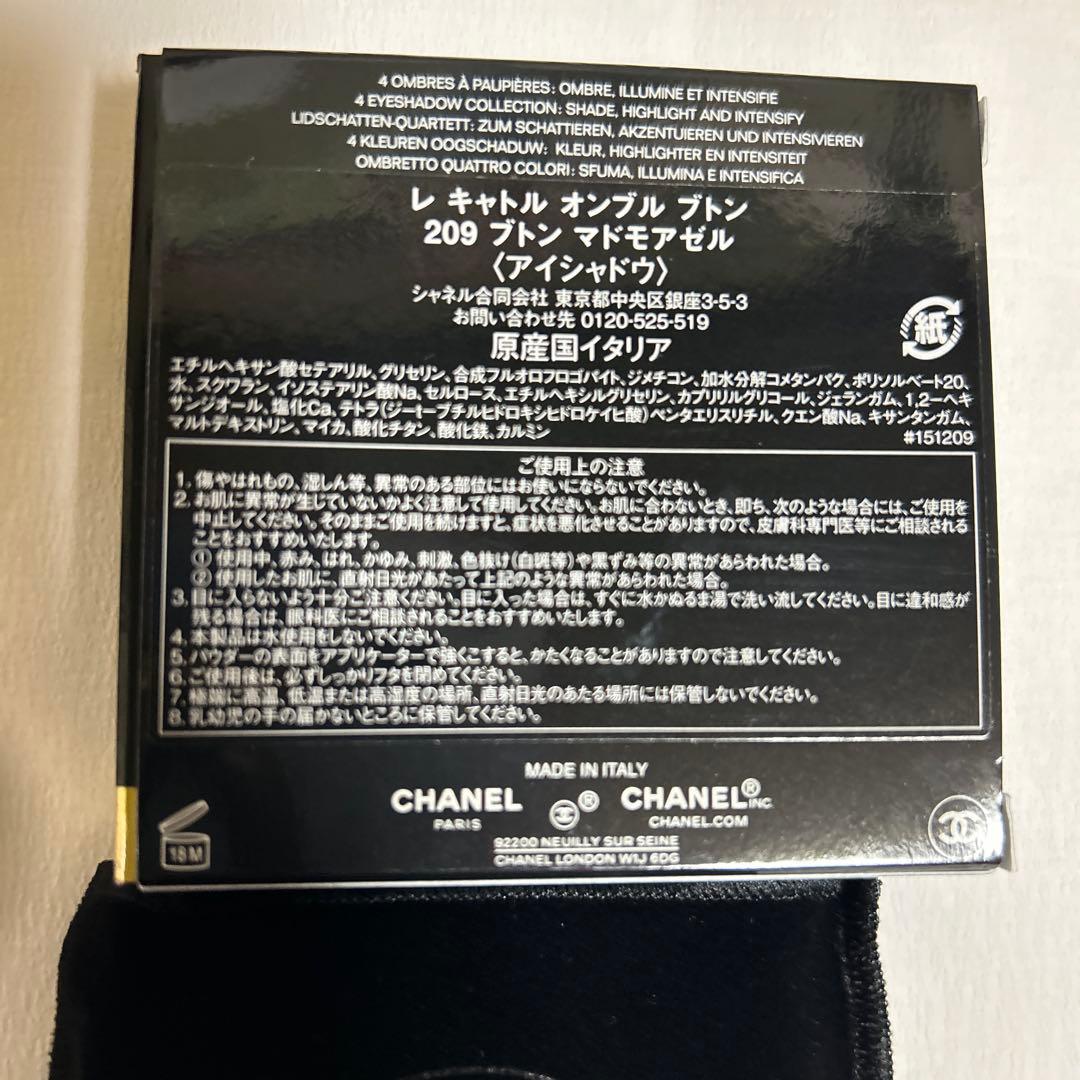 4 OMBRES À PAUPIÈRES: OMBRE, ILLUMINE ET INTENSIFIE
4 EYESHADOW COLLECTION: SHADE, HIGHLIGHT AND INTENSIFY
LIDSCHATTEN-QUARTETT: ZUM SCHATTIEREN, AKZENTUIEREN UND INTENSIVIEREN
4 KLEUREN OOGSCHADUW: KLEUR, HIGHLIGHTER EN INTENSITEIT
OMBRETTO QUATTRO COLORI: SFUMA, ILLUMINA E INTENSIFICA
レ キャトル オンブル ブトン
209 ブトン マドモアゼル
〈アイシャドウ〉
シャネル合同会社 東京都中央区銀座3-5-3
お問い合わせ先 0120-525-519
紙
原産国イタリア
エチルヘキサン酸セテアリル、グリセリン、合成フルオロフロゴパイト、ジメチコン、加水分解コメタンパク、ポリソルベート20、
水、スクワラン、イソステアリン酸Na、セルロース、エチルヘキシルグリセリン、カプリリルグリコール、ジェランガム、1,2-ヘキ
サンジオール、塩化Ca、テトラ(ジ-t-ブチルヒドロキシヒドロケイヒ酸)ペンタエリスリチル、クエン酸Na、キサンタンガム、
マルトデキストリン、マイカ、酸化チタン、酸化鉄、カルミン
#151209
ご使用上の注意
1. 傷やはれもの、湿しん等、異常のある部位にはお使いにならないでください。
2. お肌に異常が生じていないかよく注意して使用してください。お肌に合わないとき、即ち、次のような場合には、ご使用を
中止してください。そのままご使用を続けますと、症状を悪化させることがありますので、皮膚科専門医等にご相談される
ことをおすすめいたします。
① 使用中、赤み、はれ、かゆみ、刺激、色抜け(白斑等)や黒ずみ等の異常があらわれた場合。
② 使用したお肌に、直射日光があたって上記のような異常があらわれた場合。
3. 目に入らないよう十分ご注意ください。目に入った場合は、すぐに水かぬるま湯で洗い流してください。目に違和感が
残る場合は、眼科医にご相談されることをおすすめいたします。
4. 本製品は水使用をしないでください。
5. パウダーの表面をアプリケーターで強くこすると、かたくなることがありますので注意してください。
6. ご使用後は、必ずしっかりフタを閉めてください。
7. 極端に高温、低温または高湿度の場所、直射日光のあたる場所には保管しないでください。
8. 乳幼児の手の届かないところに保管してください。
MADE IN ITALY
CHANEL
PARIS
®
CHANEL® INC.
CHANEL.COM
92200 NEUILLY SUR SEINE
CHANEL LONDON W1J 6DG
18M